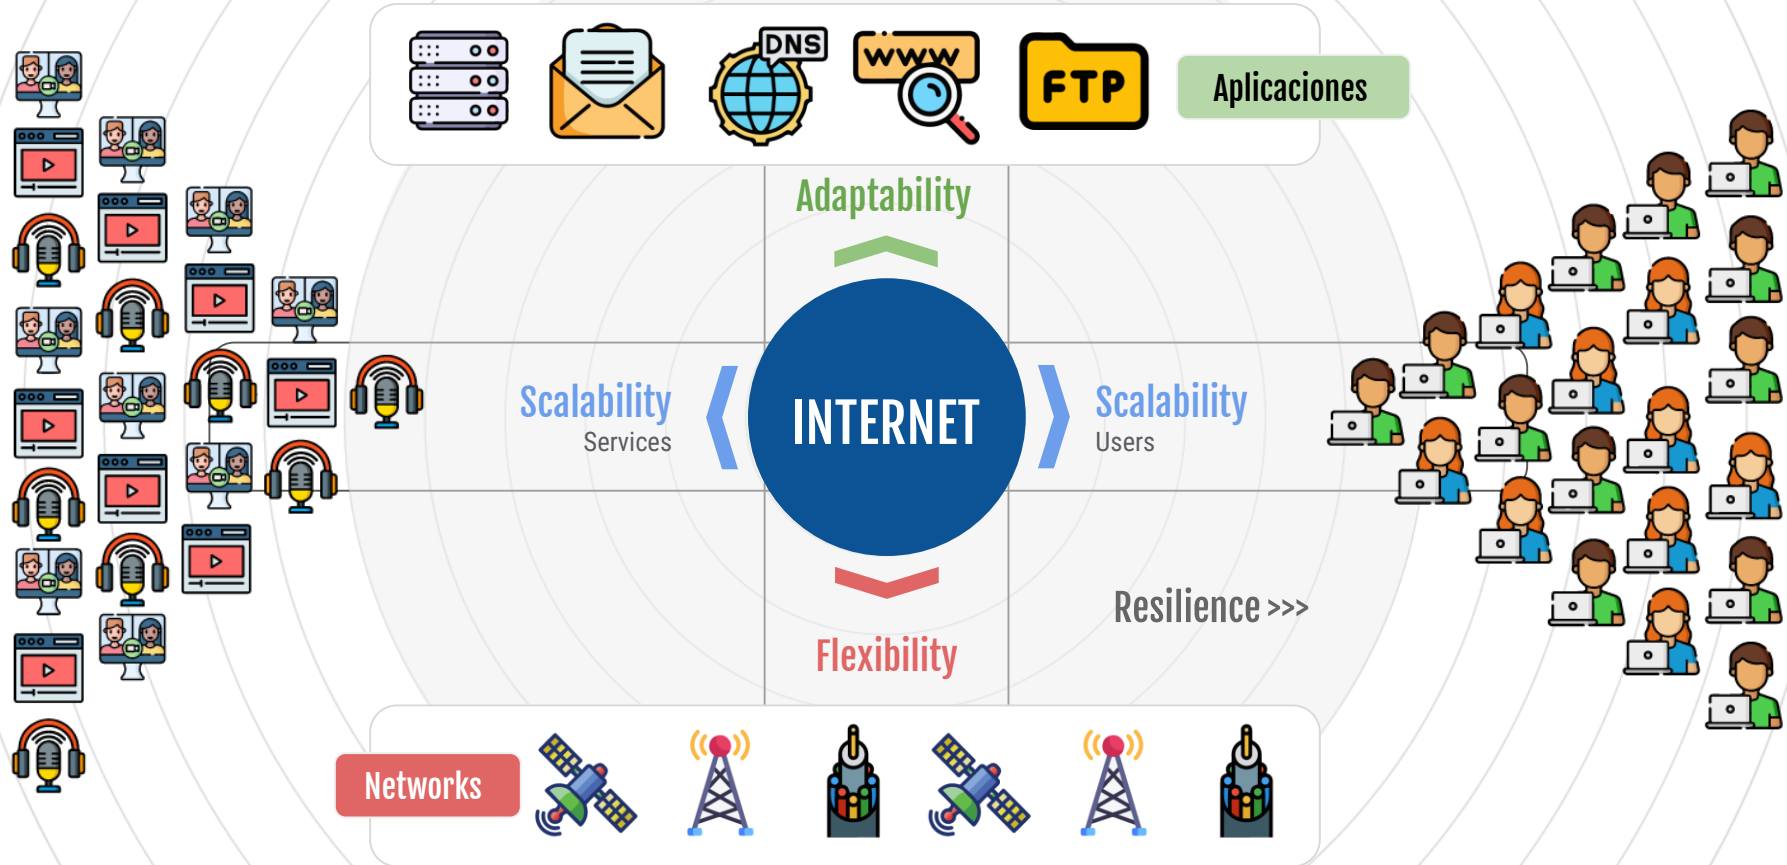 DNS
WWW
FTP
Aplicaciones
Adaptability
Scalability
Services
INTERNET
Scalability
Users
Resilience >>>
Flexibility
Networks